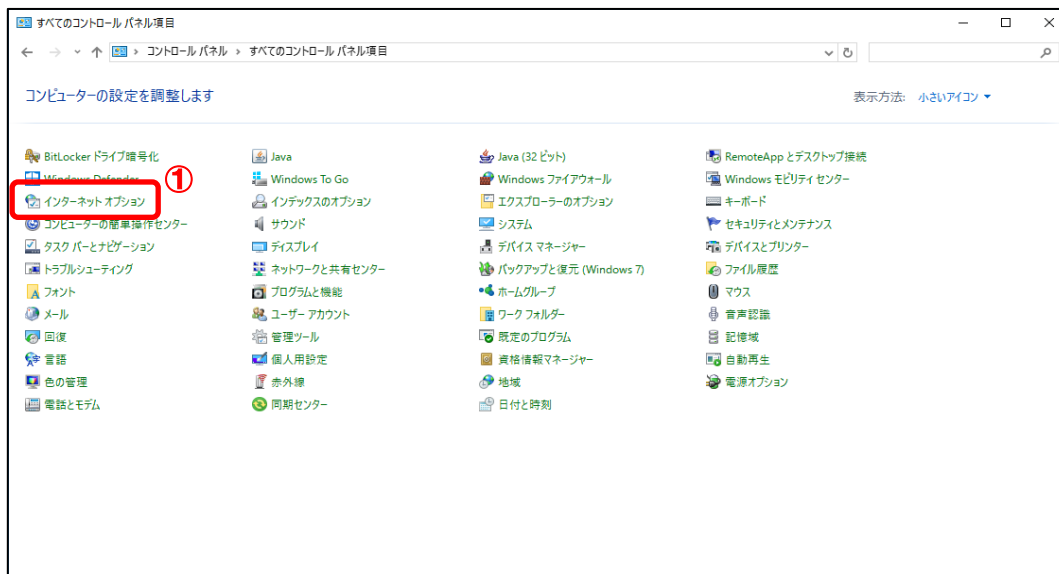 すべてのコントロール パネル項目
コントロール パネル › すべてのコントロール パネル項目
コンピューターの設定を調整します
表示方法: 小さいアイコン
BitLocker ドライブ暗号化 Java Java (32 ビット) RemoteApp とデスクトップ接続
Windows Defender ① Windows To Go Windows ファイアウォール Windows モビリティ センター
インターネット オプション インデックスのオプション エクスプローラーのオプション キーボード
コンピューターの簡単操作センター サウンド システム セキュリティとメンテナンス
タスク バーとナビゲーション ディスプレイ デバイス マネージャー デバイスとプリンター
トラブルシューティング ネットワークと共有センター バックアップと復元 (Windows 7) ファイル履歴
フォント プログラムと機能 ホームグループ マウス
メール ユーザー アカウント ワーク フォルダー 音声認識
回復 管理ツール 既定のプログラム 記憶域
言語 個人用設定 資格情報マネージャー 自動再生
色の管理 赤外線 地域 電源オプション
電話とモデム 同期センター 日付と時刻